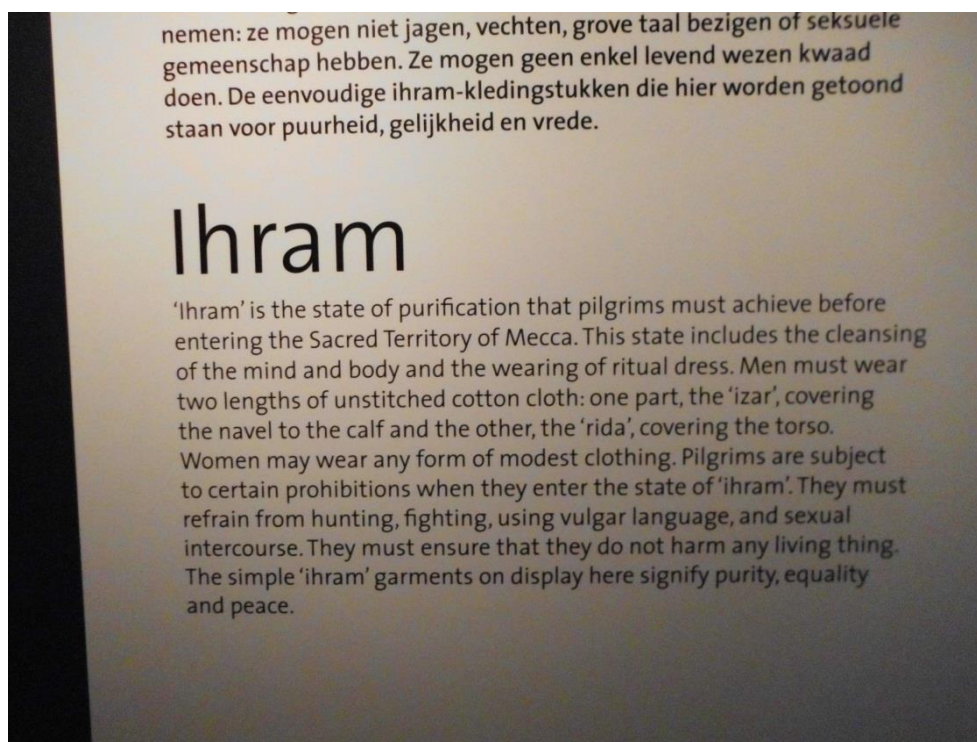 nemen: ze mogen niet jagen, vechten, grove taal bezigen of seksuele
gemeenschap hebben. Ze mogen geen enkel levend wezen kwaad
doen. De eenvoudige ihram-kledingstukken die hier worden getoond
staan voor puurheid, gelijkheid en vrede.
Ihram
‘Ihram’ is the state of purification that pilgrims must achieve before
entering the Sacred Territory of Mecca. This state includes the cleansing
of the mind and body and the wearing of ritual dress. Men must wear
two lengths of unstitched cotton cloth: one part, the ‘izar’, covering
the navel to the calf and the other, the ‘rida’, covering the torso.
Women may wear any form of modest clothing. Pilgrims are subject
to certain prohibitions when they enter the state of ‘ihram’. They must
refrain from hunting, fighting, using vulgar language, and sexual
intercourse. They must ensure that they do not harm any living thing.
The simple ‘ihram’ garments on display here signify purity, equality
and peace.